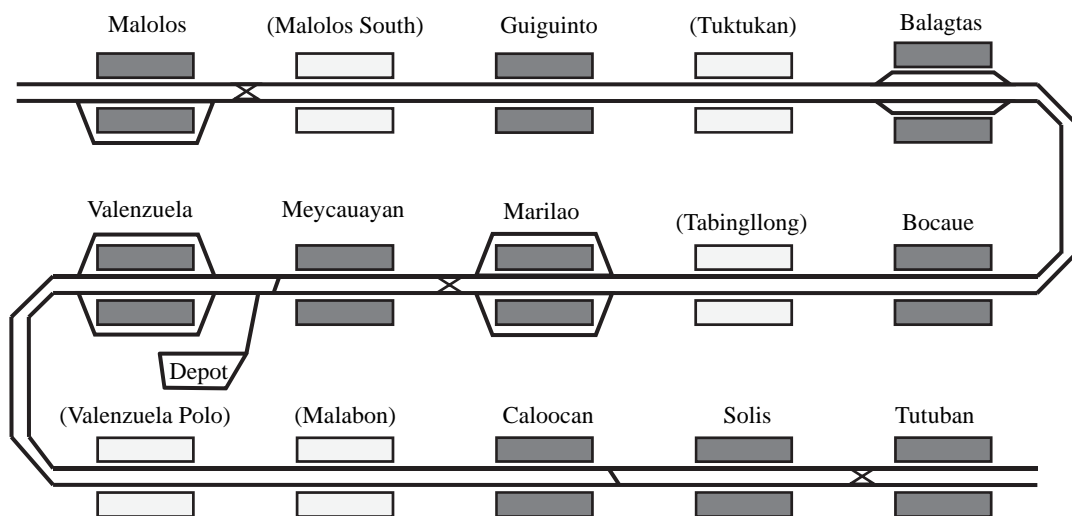 Malolos
(Malolos South)
Guiguinto
(Tuktukan)
Balagtas
Valenzuela
Meycauayan
Marilao
(Tabingllong)
Bocaue
Depot
(Valenzuela Polo)
(Malabon)
Caloocan
Solis
Tutuban